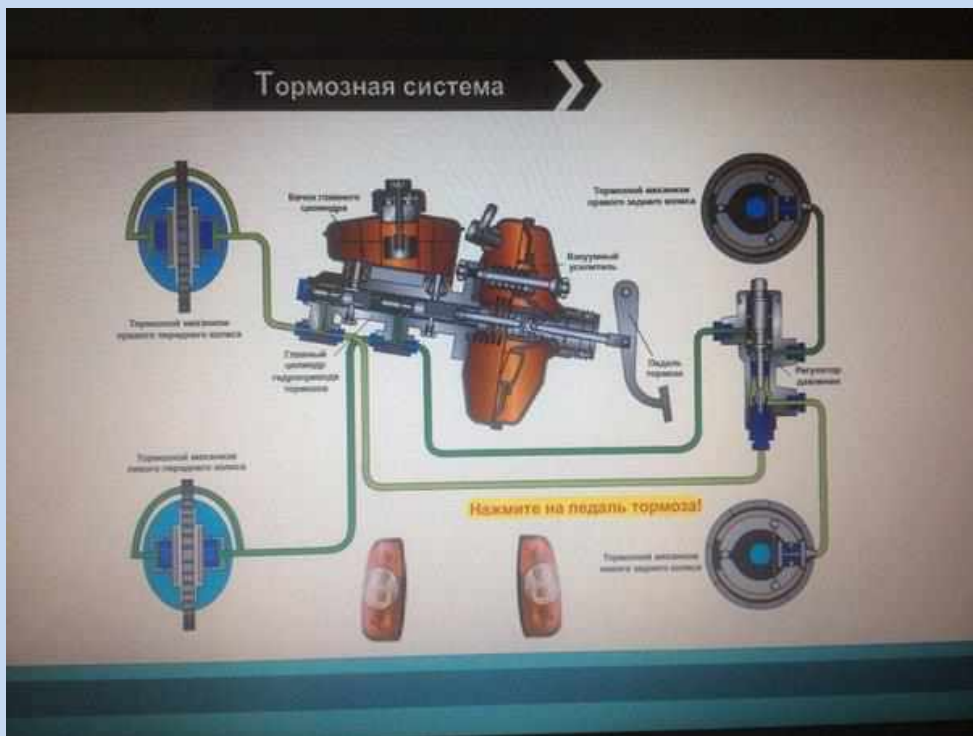 Тормозная система
Бачок главного
цилиндра
Тормозной механизм
правого заднего колеса
Вакуумный
усилитель
Тормозной механизм
правого переднего колеса
Главный
цилиндр
гидропривода
тормозов
Педаль
тормоза
Регулятор
давления
Тормозной механизм
левого переднего колеса
Нажмите на педаль тормоза!
Тормозной механизм
левого заднего колеса